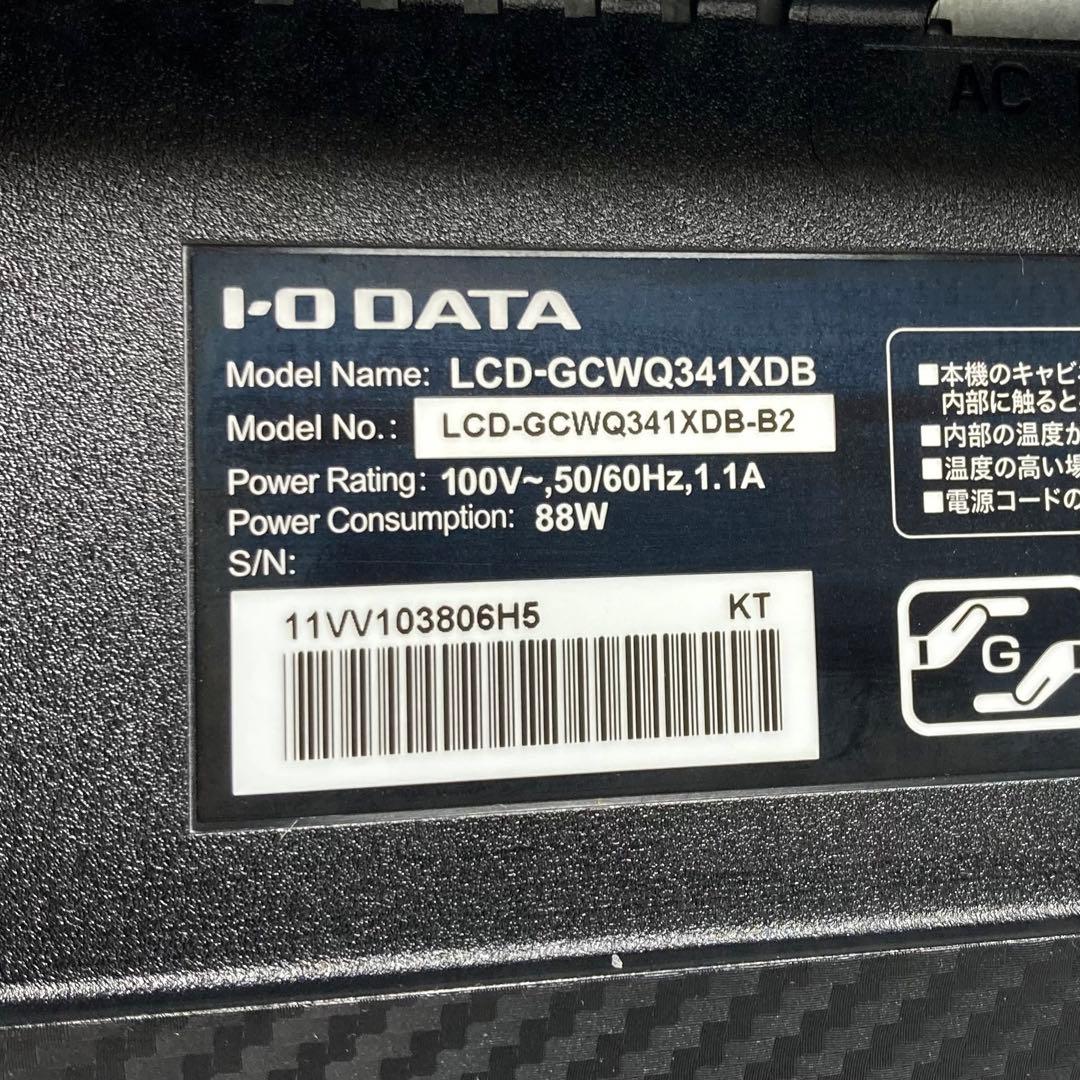 AC
I-O DATA
Model Name: LCD-GCWQ341XDB
Model No.: LCD-GCWQ341XDB-B2
Power Rating: 100V~,50/60Hz,1.1A
Power Consumption: 88W
S/N:
11VV103806H5 KT
■本機のキャビ
内部に触ると
■内部の温度が
■温度の高い場
■電源コードの
G